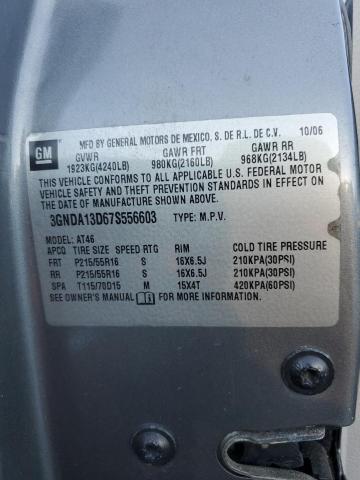 GM
MFD BY GENERAL MOTORS DE MEXICO, S. DE R.L. DE C.V. 10/06
GVWR GAWR FRT GAWR RR
1923KG(4240LB) 980KG(2160LB) 968KG(2134LB)
THIS VEHICLE CONFORMS TO ALL APPLICABLE U.S. FEDERAL MOTOR
VEHICLE SAFETY AND THEFT PREVENTION STANDARDS IN EFFECT ON
THE DATE OF MANUFACTURE SHOWN ABOVE.
3GNDA13D67S556603 TYPE: M.P.V.
MODEL: AT46
APCQ TIRE SIZE SPEED RTG RIM COLD TIRE PRESSURE
FRT P215/55R16 S 16X6.5J 210KPA(30PSI)
RR P215/55R16 S 16X6.5J 210KPA(30PSI)
SPA T115/70D15 M 15X4T 420KPA(60PSI)
SEE OWNER'S MANUAL FOR MORE INFORMATION